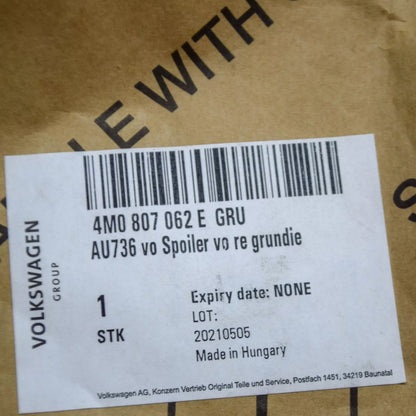 LE WITH
VOLKSWAGEN
GROUP
4M0 807 062 E GRU
AU736 vo Spoiler vo re grundie
1
STK
Expiry date: NONE
LOT:
20210505
Made in Hungary
Volkswagen AG, Konzern Vertrieb Original Teile und Service, Postfach 1451, 34219 Baunatal